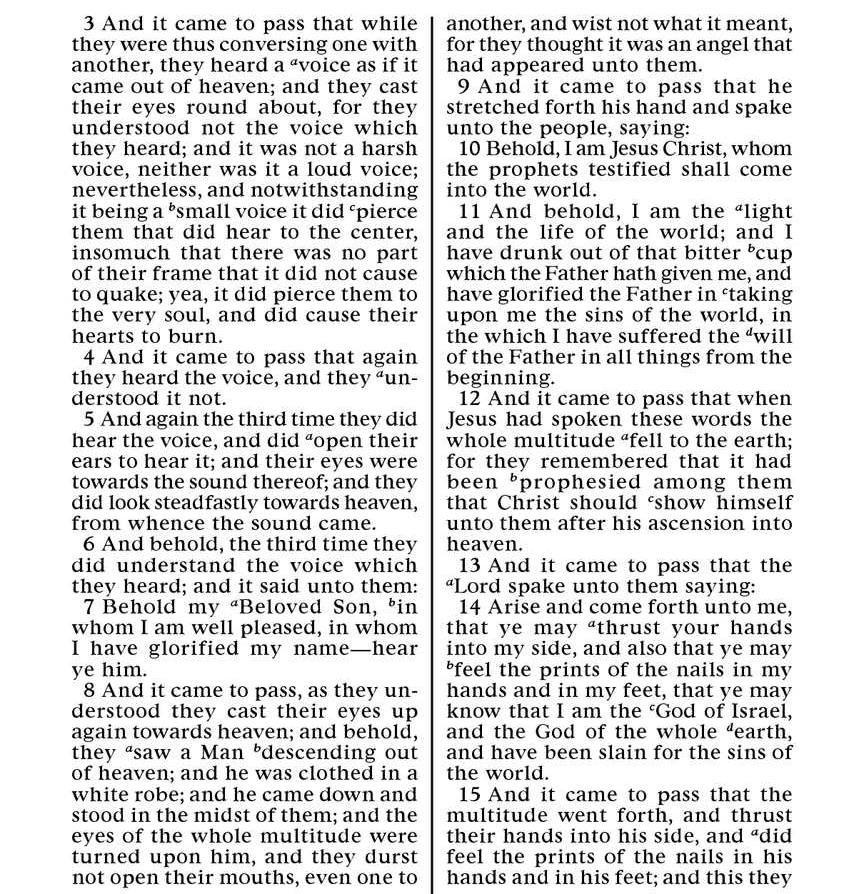 3 And it came to pass that while
they were thus conversing one with
another, they heard a ᵃvoice as if it
came out of heaven; and they cast
their eyes round about, for they
understood not the voice which
they heard; and it was not a harsh
voice, neither was it a loud voice;
nevertheless, and notwithstanding
it being a ᵇsmall voice it did ᶜpierce
them that did hear to the center,
insomuch that there was no part
of their frame that it did not cause
to quake; yea, it did pierce them to
the very soul, and did cause their
hearts to burn.
4 And it came to pass that again
they heard the voice, and they ᵃun-
derstood it not.
5 And again the third time they did
hear the voice, and did ᵃopen their
ears to hear it; and their eyes were
towards the sound thereof; and they
did look steadfastly towards heaven,
from whence the sound came.
6 And behold, the third time they
did understand the voice which
they heard; and it said unto them:
7 Behold my ᵃBeloved Son, ᵇin
whom I am well pleased, in whom
I have glorified my name—hear
ye him.
8 And it came to pass, as they un-
derstood they cast their eyes up
again towards heaven; and behold,
they ᵃsaw a Man ᵇdescending out
of heaven; and he was clothed in a
white robe; and he came down and
stood in the midst of them; and the
eyes of the whole multitude were
turned upon him, and they durst
not open their mouths, even one to
another, and wist not what it meant,
for they thought it was an angel that
had appeared unto them.
9 And it came to pass that he
stretched forth his hand and spake
unto the people, saying:
10 Behold, I am Jesus Christ, whom
the prophets testified shall come
into the world.
11 And behold, I am the ᵃlight
and the life of the world; and I
have drunk out of that bitter ᵇcup
which the Father hath given me, and
have glorified the Father in ᶜtaking
upon me the sins of the world, in
the which I have suffered the ᵈwill
of the Father in all things from the
beginning.
12 And it came to pass that when
Jesus had spoken these words the
whole multitude ᵃfell to the earth;
for they remembered that it had
been ᵇprophesied among them
that Christ should ᶜshow himself
unto them after his ascension into
heaven.
13 And it came to pass that the
ᵃLord spake unto them saying:
14 Arise and come forth unto me,
that ye may ᵃthrust your hands
into my side, and also that ye may
ᵇfeel the prints of the nails in my
hands and in my feet, that ye may
know that I am the ᶜGod of Israel,
and the God of the whole ᵈearth,
and have been slain for the sins of
the world.
15 And it came to pass that the
multitude went forth, and thrust
their hands into his side, and ᵃdid
feel the prints of the nails in his
hands and in his feet; and this they